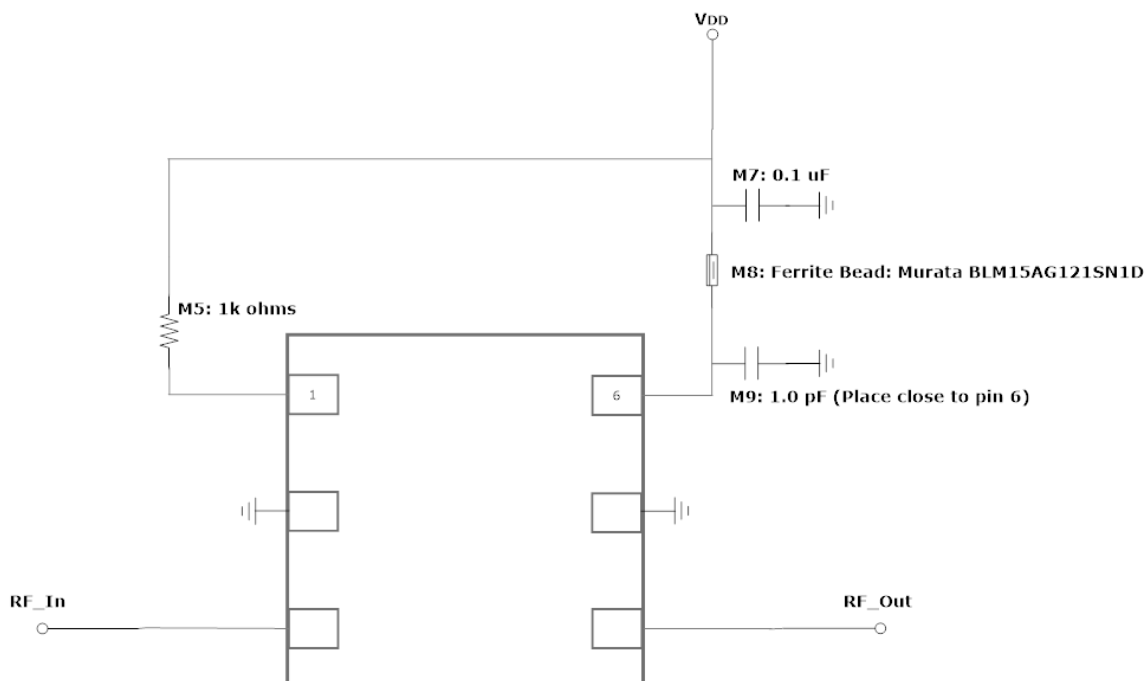 VDD
M7: 0.1 uF
M8: Ferrite Bead: Murata BLM15AG121SN1D
M5: 1k ohms
1
6
M9: 1.0 pF (Place close to pin 6)
RF_In
RF_Out